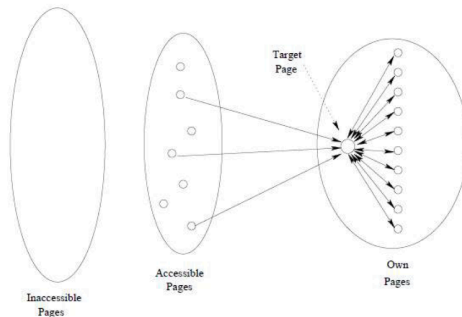 Target
Page
Accessible
Pages
Own
Pages
Inaccessible
Pages